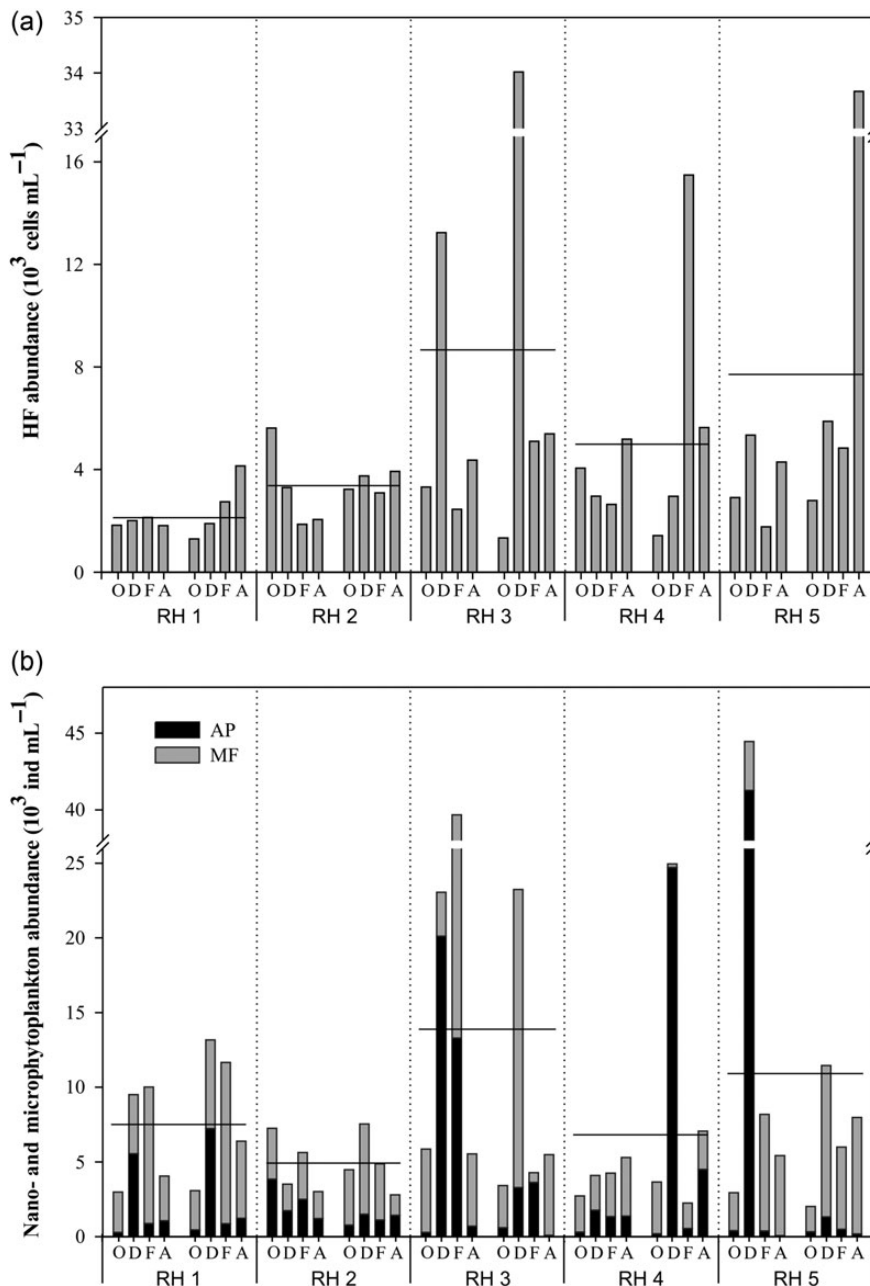 (a)
HF abundance (10³ cells mL⁻¹)
35
34
33
16
12
8
4
0
O D F A O D F A O D F A O D F A O D F A O D F A O D F A O D F A O D F A O D F A
RH 1 RH 2 RH 3 RH 4 RH 5
(b)
Nano- and microphytoplankton abundance (10³ ind mL⁻¹)
AP
MF
45
40
25
20
15
10
5
0
O D F A O D F A O D F A O D F A O D F A O D F A O D F A O D F A O D F A O D F A
RH 1 RH 2 RH 3 RH 4 RH 5